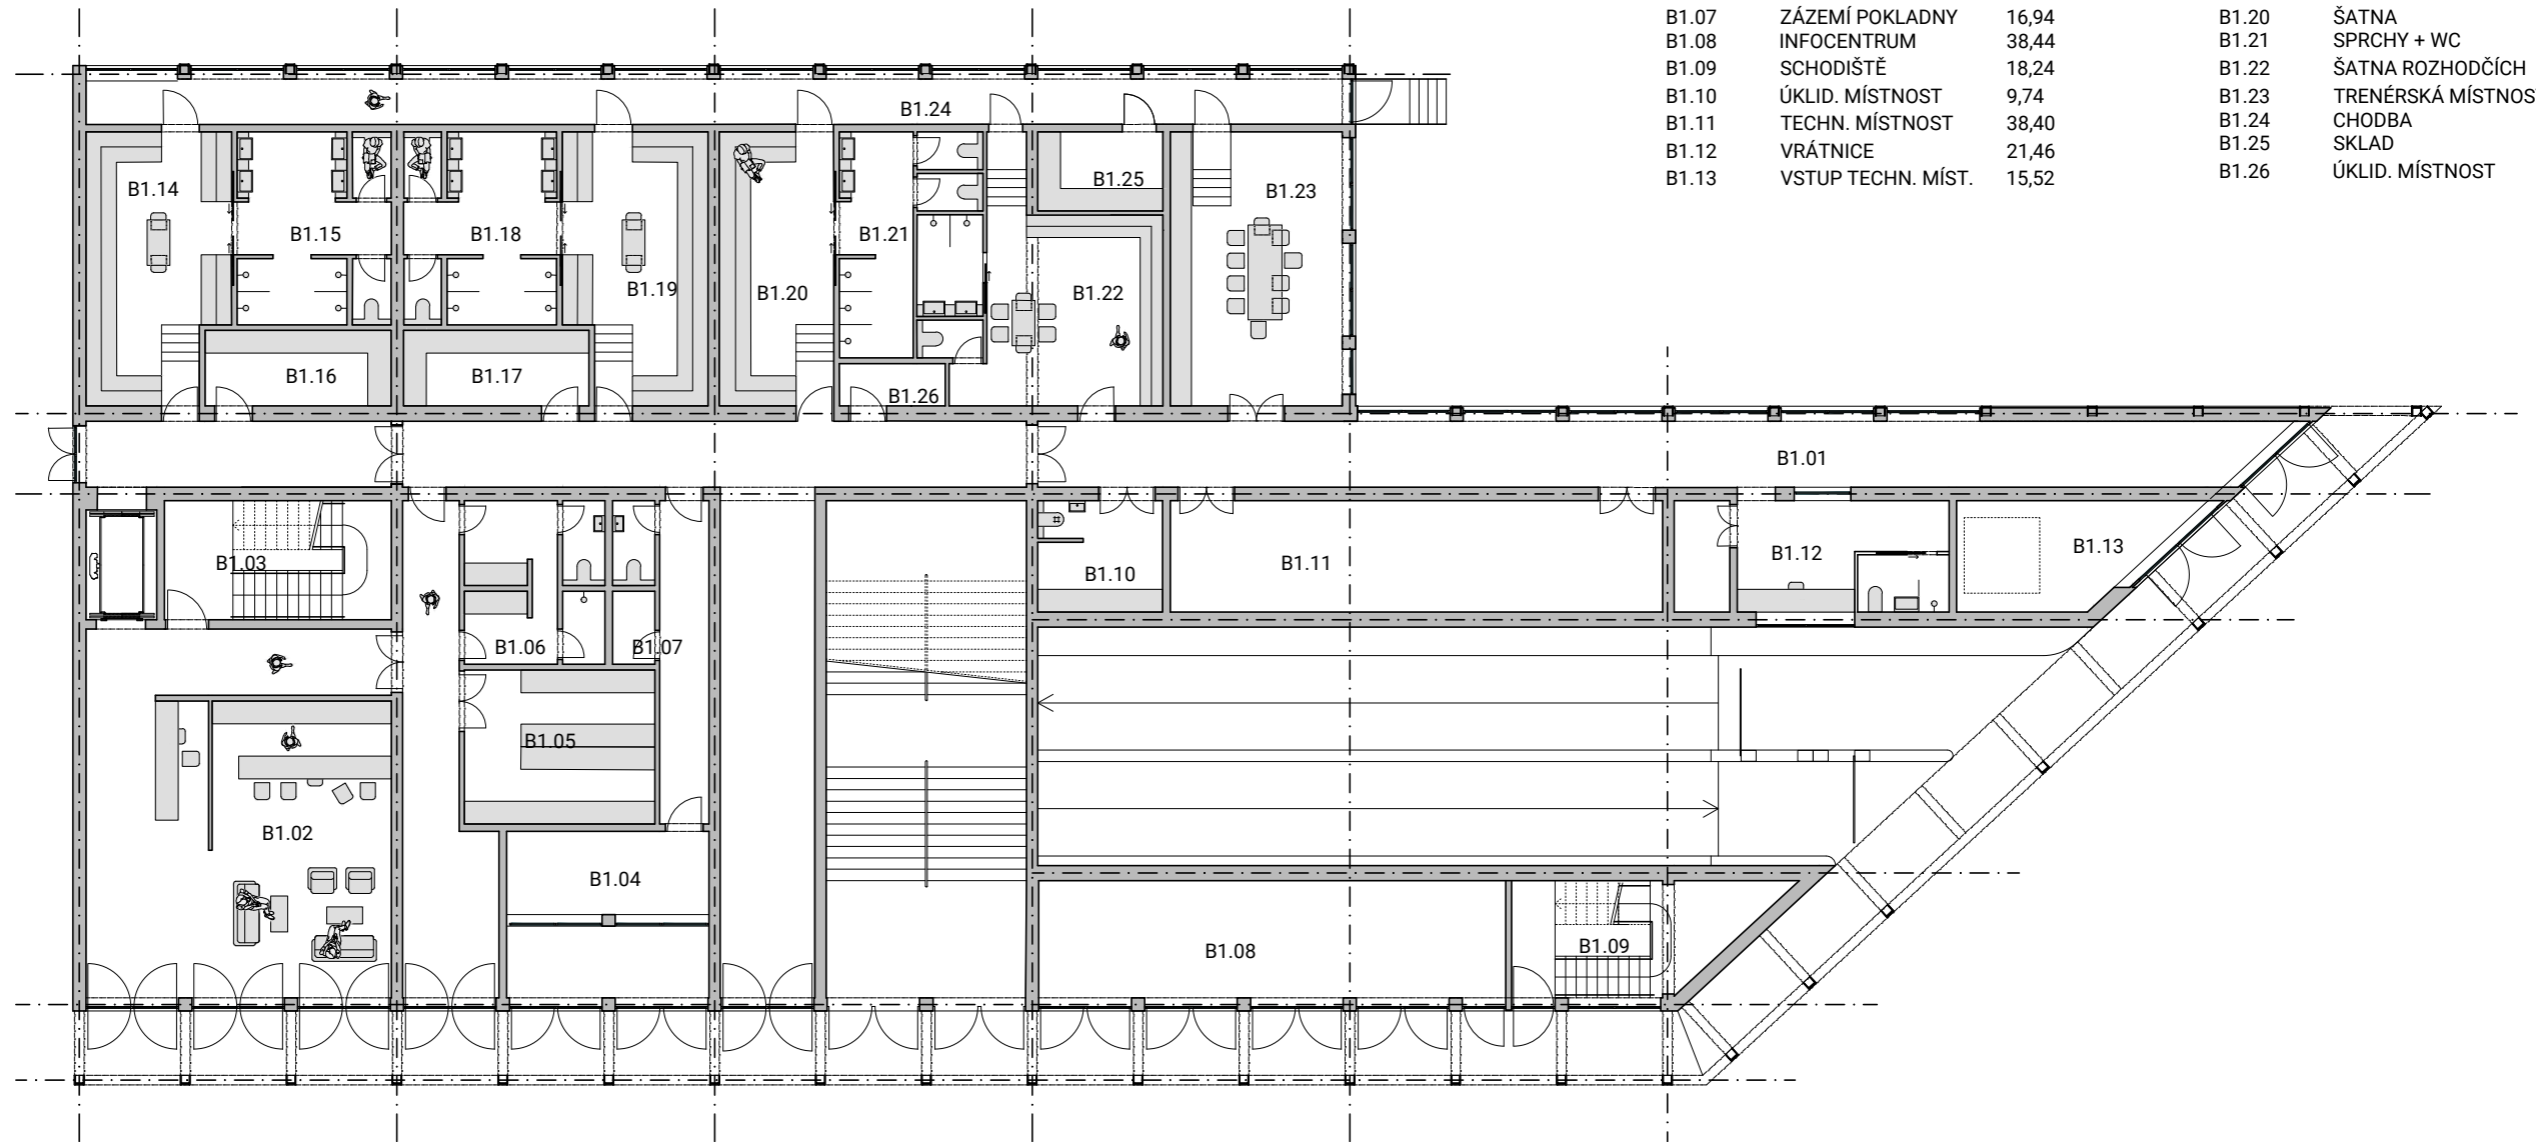 B1.07 ZÁZEMÍ POKLADNY 16,94 B1.20 ŠATNA
B1.08 INFOCENTRUM 38,44 B1.21 SPRCHY + WC
B1.09 SCHODIŠTĚ 18,24 B1.22 ŠATNA ROZHODČÍCH
B1.10 ÚKLID. MÍSTNOST 9,74 B1.23 TRENÉRSKÁ MÍSTNOS
B1.11 TECHN. MÍSTNOST 38,40 B1.24 CHODBA
B1.12 VRÁTNICE 21,46 B1.25 SKLAD
B1.13 VSTUP TECHN. MÍST. 15,52 B1.26 ÚKLID. MÍSTNOST
B1.24
B1.14
B1.25
B1.23
B1.15
B1.18
B1.21
B1.19
B1.20
B1.22
B1.16
B1.17
B1.26
B1.01
B1.03
B1.10
B1.11
B1.12
B1.13
B1.06
B1.07
B1.05
B1.02
B1.04
B1.08
B1.09